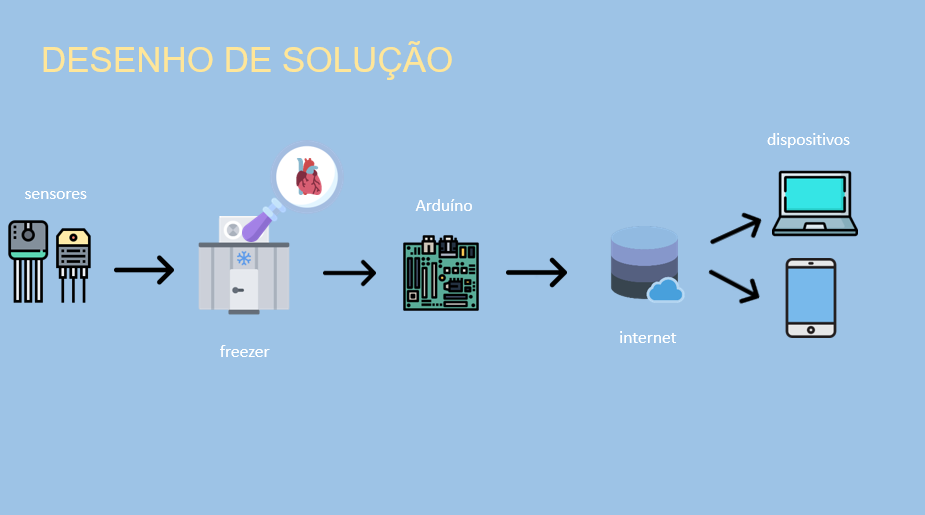 DESENHO DE SOLUÇÃO
dispositivos
sensores
Arduíno
internet
freezer